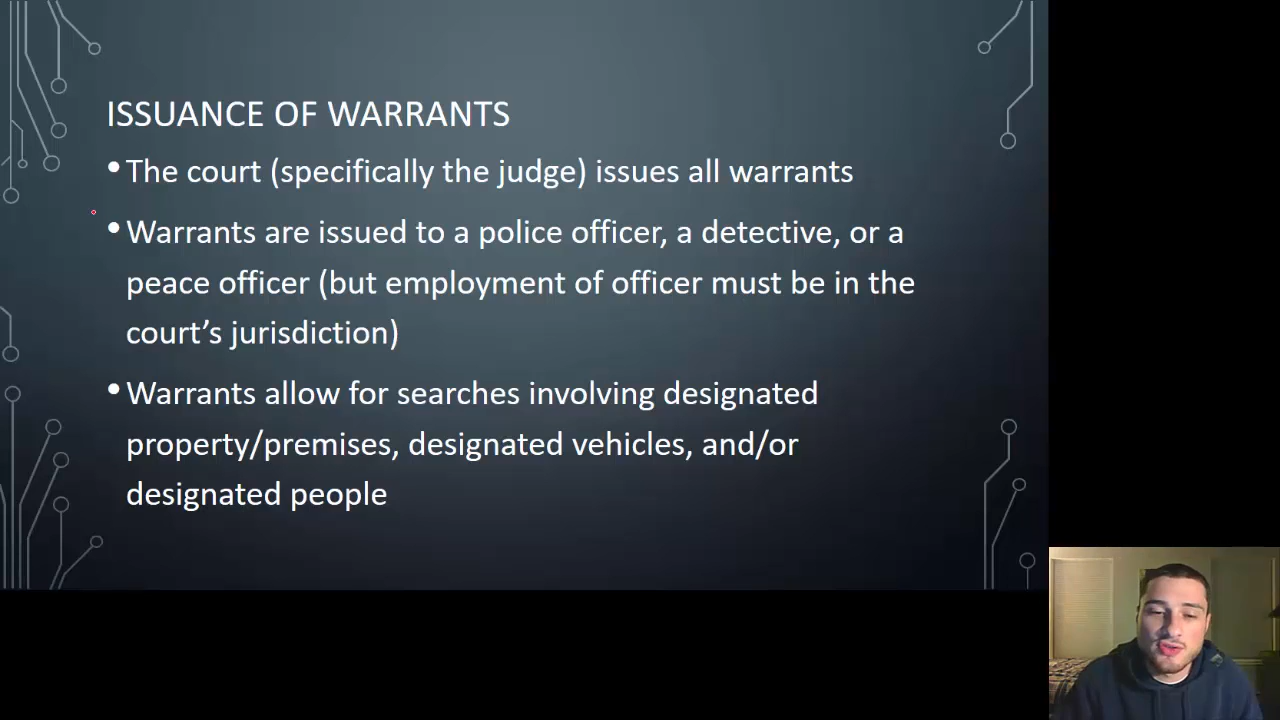 ISSUANCE OF WARRANTS
•The court (specifically the judge) issues all warrants
•Warrants are issued to a police officer, a detective, or a
peace officer (but employment of officer must be in the
court’s jurisdiction)
•Warrants allow for searches involving designated
property/premises, designated vehicles, and/or
designated people